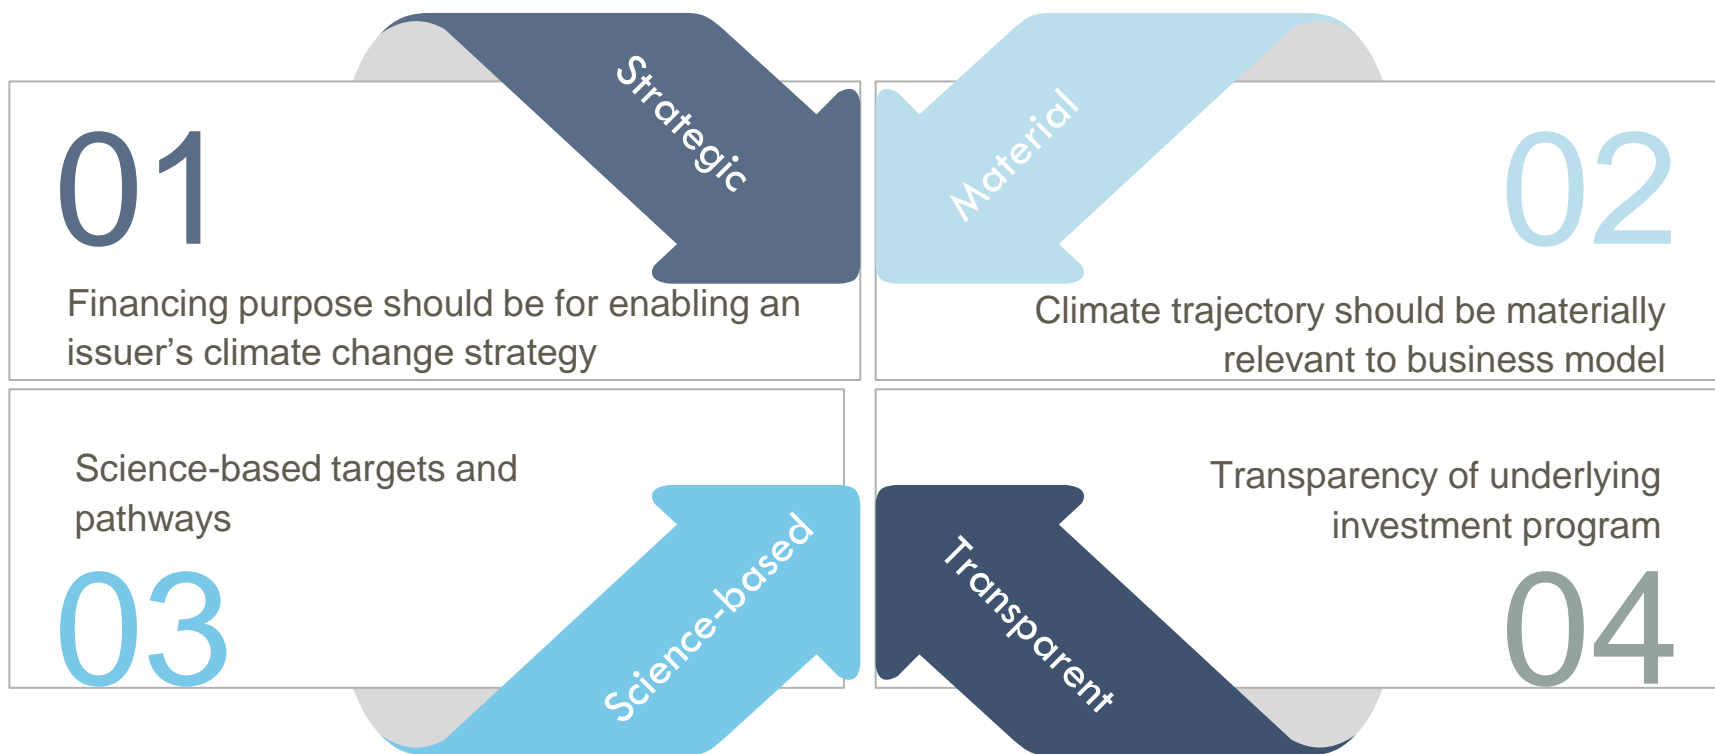 01
Strategic
Financing purpose should be for enabling an
issuer's climate change strategy
Material
02
Climate trajectory should be materially
relevant to business model
Science-based targets and
pathways
03
Science-based
Transparency of underlying
investment program
Transparent
04